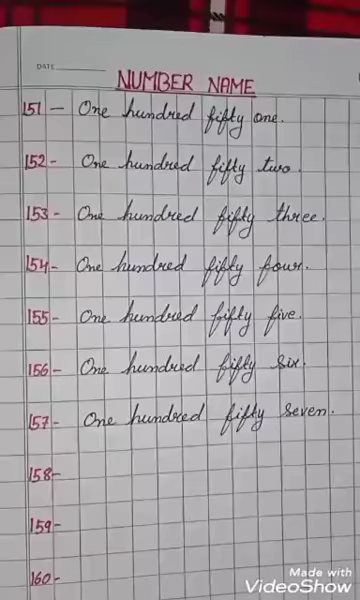 DATE
NUMBER NAME
151 - One hundred fifty one.
152 - One hundred fifty two.
153 - One hundred fifty three.
154 - One hundred fifty four.
155 - One hundred fifty five.
156 - One hundred fifty six.
157 - One hundred fifty seven.
158 -
159 -
160 -
Made with
VideoShow